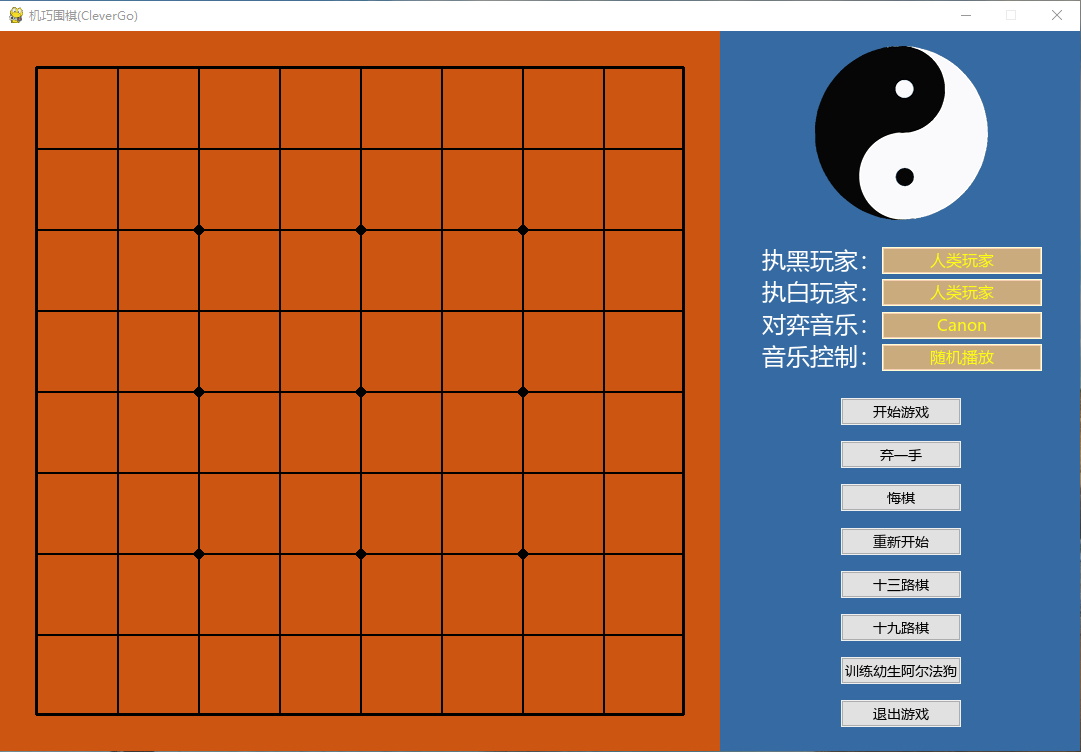 机巧围棋(CleverGo)
执黑玩家： 人类玩家
执白玩家： 人类玩家
对弈音乐： Canon
音乐控制： 随机播放
开始游戏
弃一手
悔棋
重新开始
十三路棋
十九路棋
训练幼生阿尔法狗
退出游戏